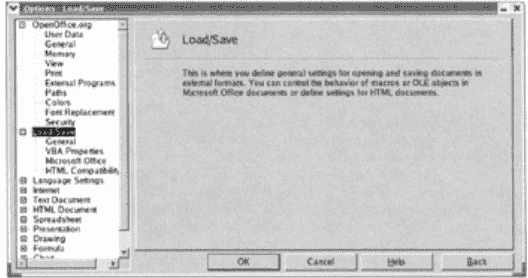 Options - Load/Save
OpenOffice.org
User Data
General
Memory
View
Print
External Programs
Paths
Colors
Font Replacement
Security
Load/Save
General
VBA Properties
Microsoft Office
HTML Compatibility
Language Settings
Internet
Text Document
HTML Document
Spreadsheet
Presentation
Drawing
Formula
Chart
Load/Save
This is where you define general settings for opening and saving documents in
external formats. You can control the behavior of macros or OLE objects in
Microsoft Office documents or define settings for HTML documents.
OK Cancel Help Back